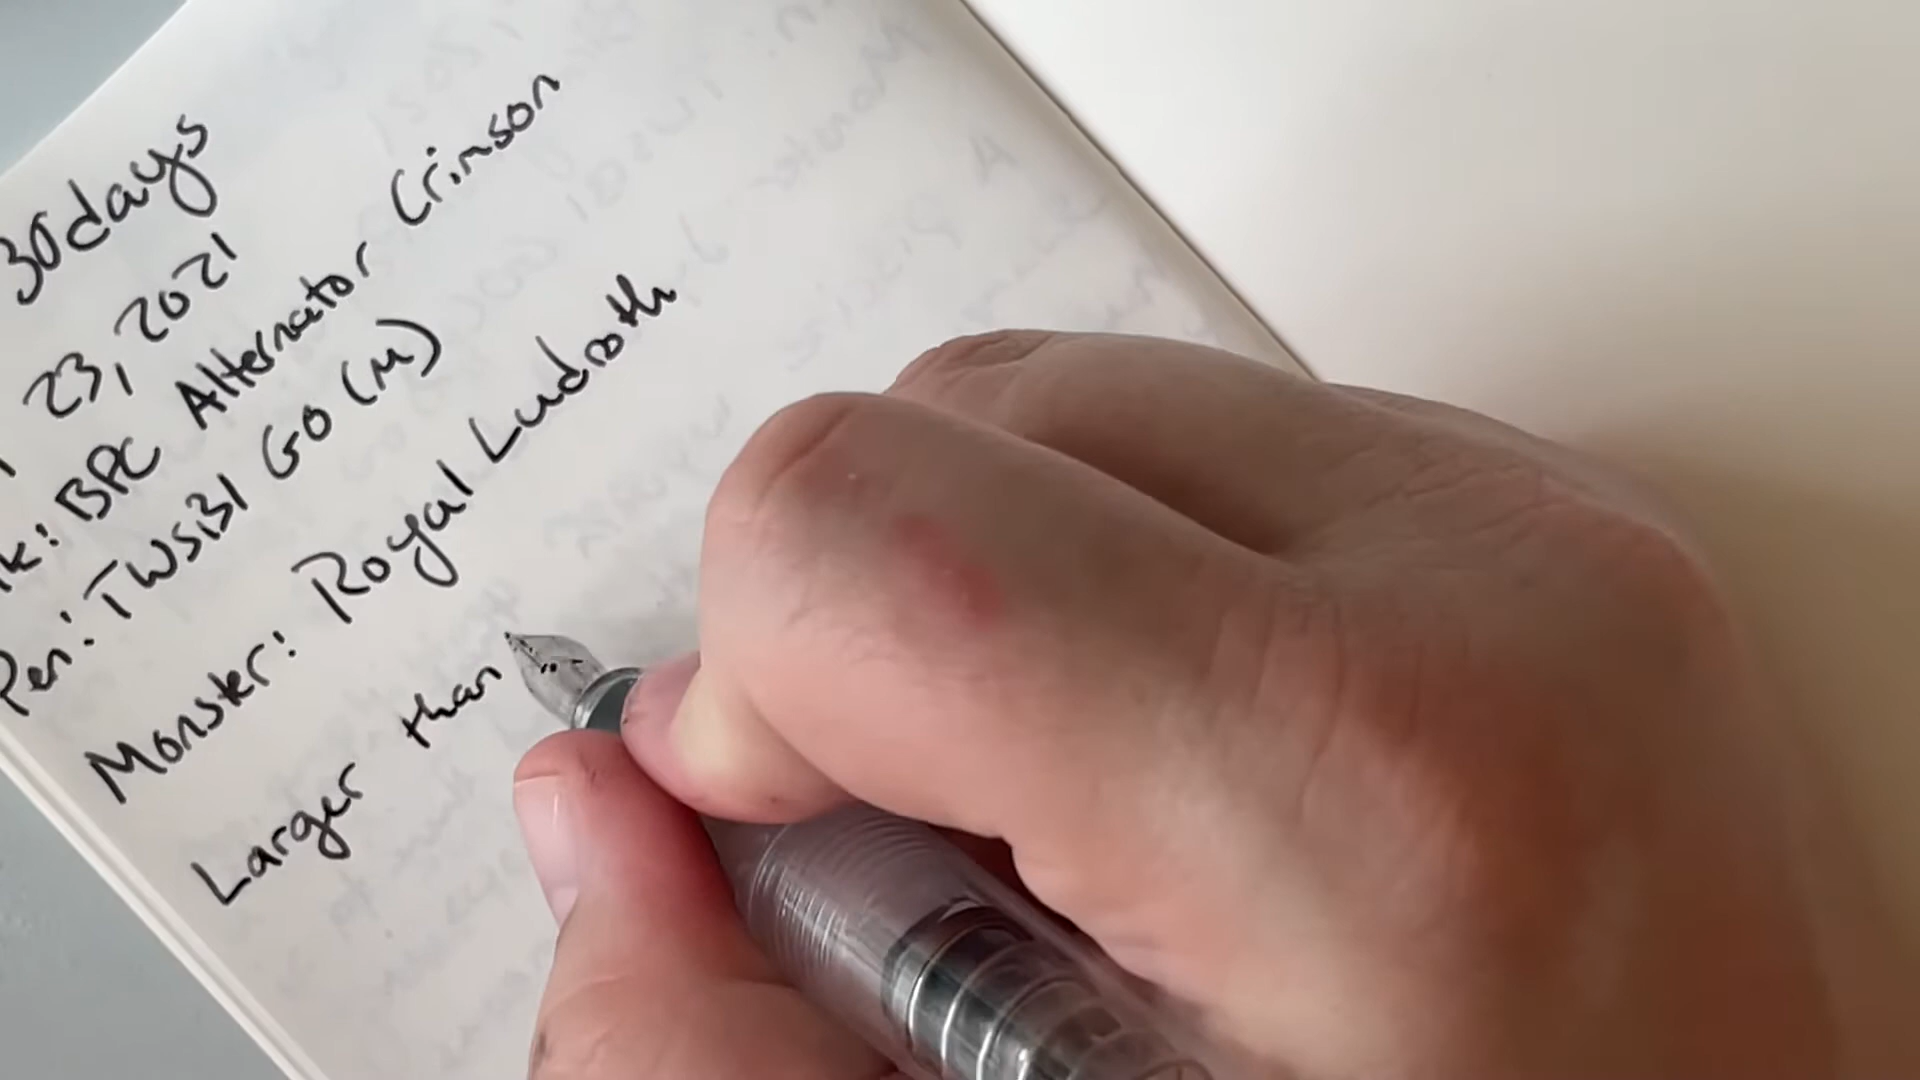 30days
23, 2021
k: BPC Alternator Crimson
Pen: TWSBI GO (M)
Monster: Royal Ludroth
Larger than